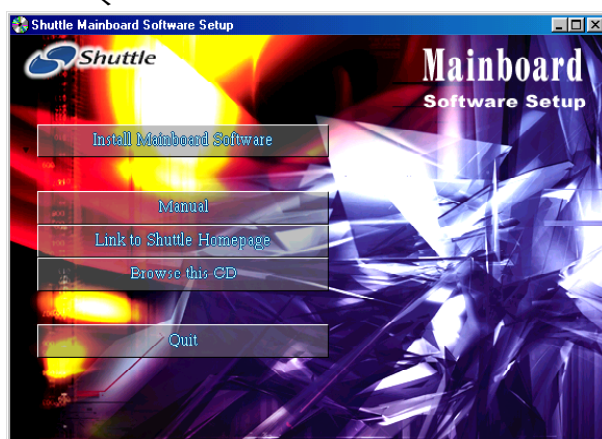 Shuttle Mainboard Software Setup
Shuttle
Mainboard
Software Setup
Install Mainboard Software
Manual
Link to Shuttle Homepage
Browse this CD
Quit